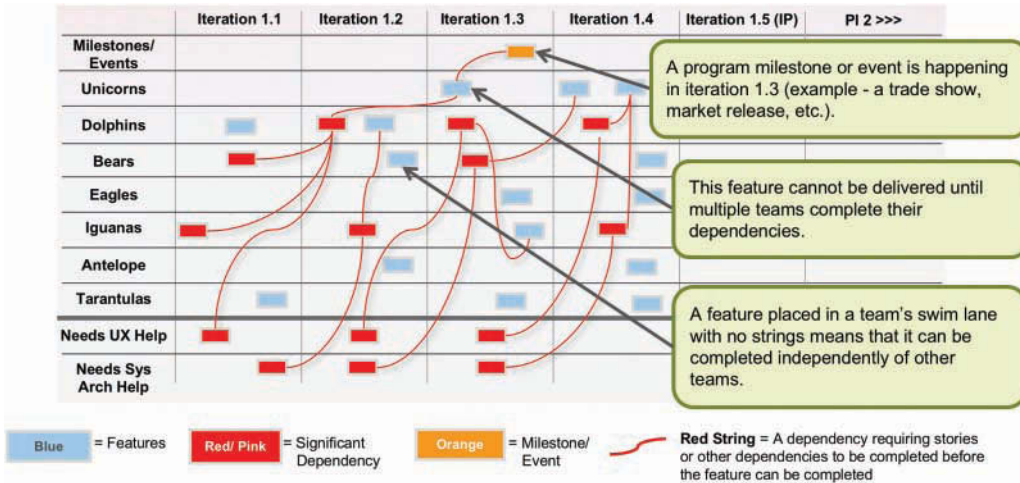 Iteration 1.1 Iteration 1.2 Iteration 1.3 Iteration 1.4 Iteration 1.5 (IP) PI 2 >>>
Milestones/
Events
Unicorns
Dolphins
Bears
Eagles
Iguanas
Antelope
Tarantulas
Needs UX Help
Needs Sys
Arch Help
A program milestone or event is happening
in iteration 1.3 (example - a trade show,
market release, etc.).
This feature cannot be delivered until
multiple teams complete their
dependencies.
A feature placed in a team's swim lane
with no strings means that it can be
completed independently of other
teams.
Blue = Features
Red/ Pink = Significant
Dependency
Orange = Milestone/
Event
Red String = A dependency requiring stories
or other dependencies to be completed before
the feature can be completed